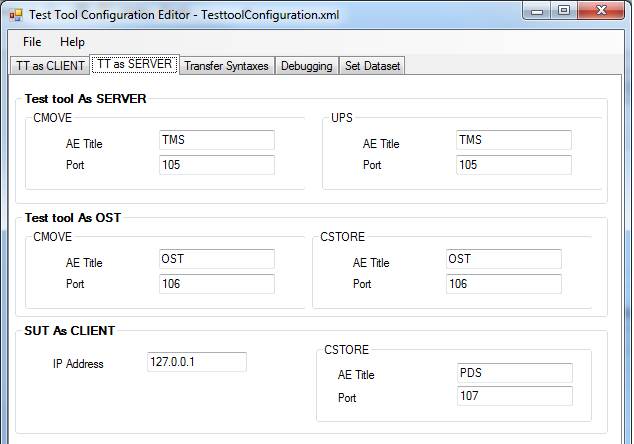 Test Tool Configuration Editor - TesttoolConfiguration.xml
File Help
TT as CLIENT TT as SERVER Transfer Syntaxes Debugging Set Dataset
Test tool As SERVER
CMOVE UPS
AE Title TMS AE Title TMS
Port 105 Port 105
Test tool As OST
CMOVE CSTORE
AE Title OST AE Title OST
Port 106 Port 106
SUT As CLIENT
IP Address 127.0.0.1
CSTORE
AE Title PDS
Port 107